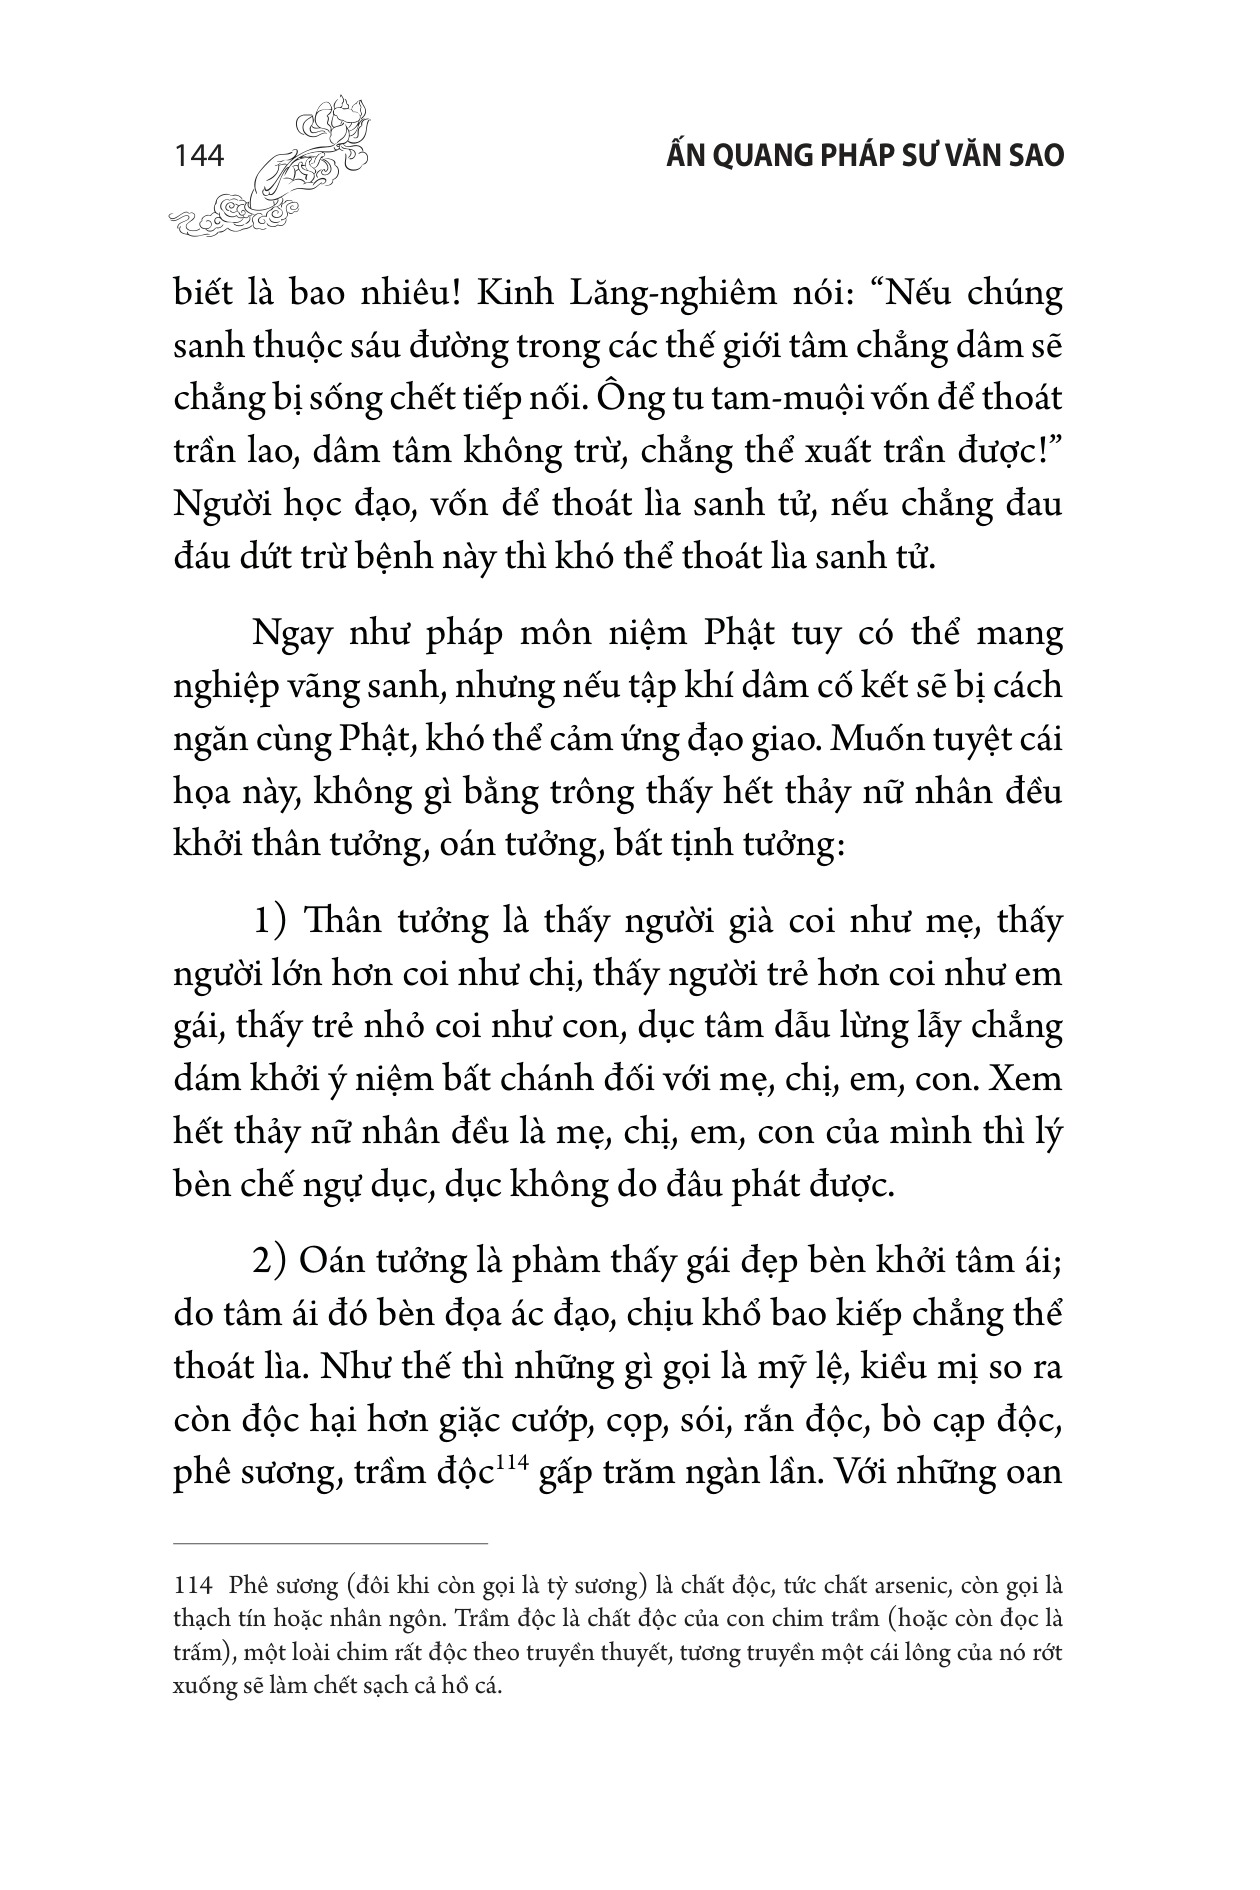 144
ẤN QUANG PHÁP SƯ VĂN SAO
biết là bao nhiêu! Kinh Lăng-nghiêm nói: “Nếu chúng
sanh thuộc sáu đường trong các thế giới tâm chẳng dâm sẽ
chẳng bị sống chết tiếp nối. Ông tu tam-muội vốn để thoát
trần lao, dâm tâm không trừ, chẳng thể xuất trần được!”
Người học đạo, vốn để thoát lìa sanh tử, nếu chẳng đau
đáu dứt trừ bệnh này thì khó thể thoát lìa sanh tử.
Ngay như pháp môn niệm Phật tuy có thể mang
nghiệp vãng sanh, nhưng nếu tập khí dâm cố kết sẽ bị cách
ngăn cùng Phật, khó thể cảm ứng đạo giao. Muốn tuyệt cái
họa này, không gì bằng trông thấy hết thảy nữ nhân đều
khởi thân tưởng, oán tưởng, bất tịnh tưởng:
1) Thân tưởng là thấy người già coi như mẹ, thấy
người lớn hơn coi như chị, thấy người trẻ hơn coi như em
gái, thấy trẻ nhỏ coi như con, dục tâm dẫu lừng lẫy chẳng
dám khởi ý niệm bất chánh đối với mẹ, chị, em, con. Xem
hết thảy nữ nhân đều là mẹ, chị, em, con của mình thì lý
bèn chế ngự dục, dục không do đâu phát được.
2) Oán tưởng là phàm thấy gái đẹp bèn khởi tâm ái;
do tâm ái đó bèn đọa ác đạo, chịu khổ bao kiếp chẳng thể
thoát lìa. Như thế thì những gì gọi là mỹ lệ, kiều mị so ra
còn độc hại hơn giặc cướp, cọp, sói, rắn độc, bò cạp độc,
phê sương, trầm độc114 gấp trăm ngàn lần. Với những oan
114 Phê sương (đôi khi còn gọi là tỳ sương) là chất độc, tức chất arsenic, còn gọi là
thạch tín hoặc nhân ngôn. Trầm độc là chất độc của con chim trầm (hoặc còn đọc là
trấm), một loài chim rất độc theo truyền thuyết, tương truyền một cái lông của nó rớt
xuống sẽ làm chết sạch cả hồ cá.